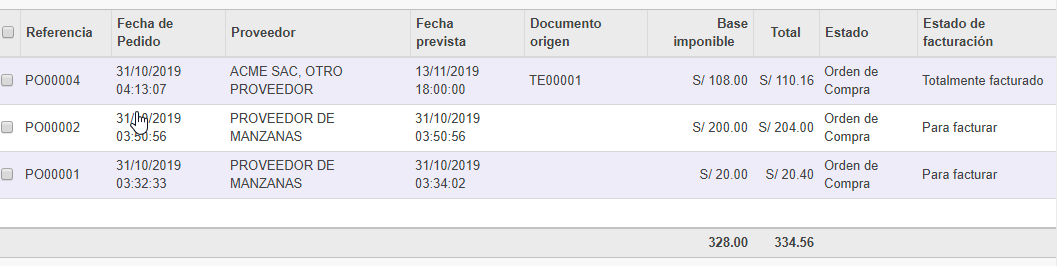 Referencia Fecha de Pedido Proveedor Fecha prevista Documento origen Base imponible Total Estado Estado de facturación
PO00004 31/10/2019 04:13:07 ACME SAC, OTRO PROVEEDOR 13/11/2019 18:00:00 TE00001 S/ 108.00 S/ 110.16 Orden de Compra Totalmente facturado
PO00002 31/10/2019 03:50:56 PROVEEDOR DE MANZANAS 31/10/2019 03:50:56 S/ 200.00 S/ 204.00 Orden de Compra Para facturar
PO00001 31/10/2019 03:32:33 PROVEEDOR DE MANZANAS 31/10/2019 03:34:02 S/ 20.00 S/ 20.40 Orden de Compra Para facturar
328.00 334.56